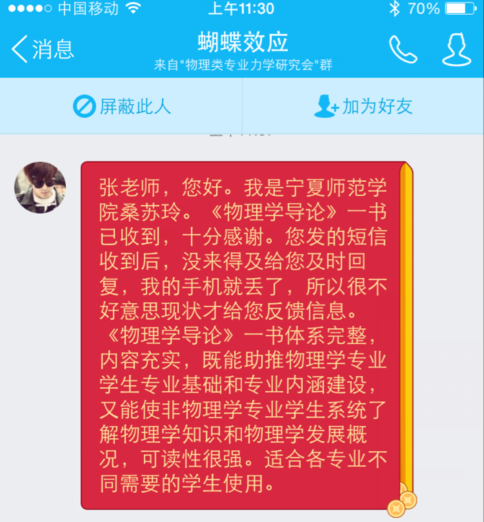 中国移动 上午11:30 70%
消息 蝴蝶效应
来自"物理类专业力学研究会"群
屏蔽此人 加为好友
张老师，您好。我是宁夏师范学
院桑苏玲。《物理学导论》一书
已收到，十分感谢。您发的短信
收到后，没来得及给您及时回
复，我的手机就丢了，所以很不
好意思现状才给您反馈信息。
《物理学导论》一书体系完整，
内容充实，既能助推物理学专业
学生专业基础和专业内涵建设，
又能使非物理学专业学生系统了
解物理学知识和物理学发展概
况，可读性很强。适合各专业不
同需要的学生使用。